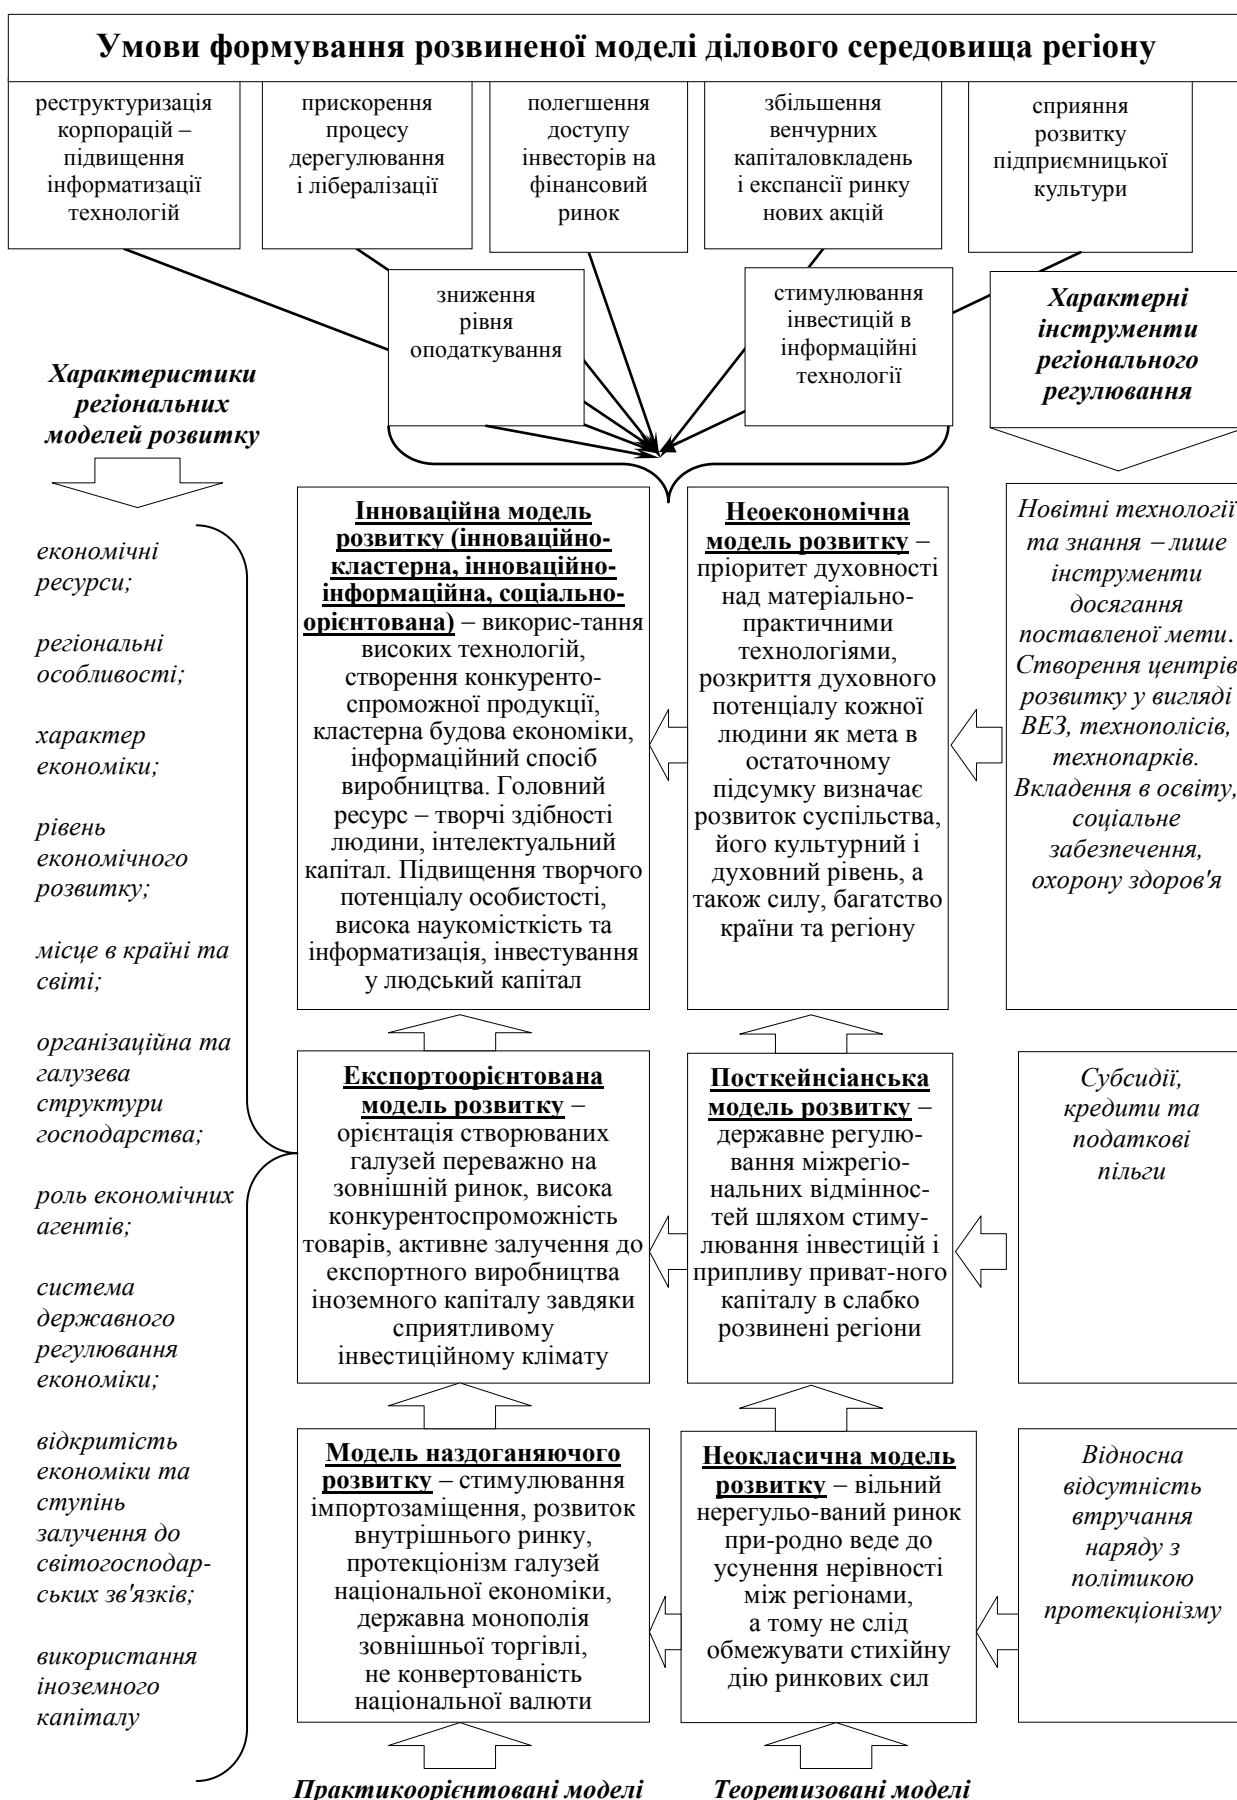 Умови формування розвиненої моделі ділового середовища регіону
реструктуризація
корпорацій –
підвищення
інформатизації
технологій
прискорення
процесу
дерегулювання
і лібералізації
полегшення
доступу
інвесторів на
фінансовий
ринок
збільшення
венчурних
капіталовкладень
і експансії ринку
нових акцій
сприяння
розвитку
підприємницької
культури
зниження
рівня
оподаткування
стимулювання
інвестицій в
інформаційні
технології
Характерні
інструменти
регіонального
регулювання
Характеристики
регіональних
моделей розвитку
економічні
ресурси;
регіональні
особливості;
характер
економіки;
рівень
економічного
розвитку;
місце в країні та
світі;
організаційна та
галузева
структури
господарства;
роль економічних
агентів;
система
державного
регулювання
економіки;
відкритість
економіки та
ступінь
залучення до
світогосподар-
ських зв'язків;
використання
іноземного
капіталу
Інноваційна модель
розвитку (інноваційно-
кластерна, інноваційно-
інформаційна, соціально-
орієнтована) – викорис-тання
високих технологій,
створення конкуренто-
спроможної продукції,
кластерна будова економіки,
інформаційний спосіб
виробництва. Головний
ресурс – творчі здібності
людини, інтелектуальний
капітал. Підвищення творчого
потенціалу особистості,
висока наукомісткість та
інформатизація, інвестування
у людський капітал
Неоекономічна
модель розвитку –
пріоритет духовності
над матеріально-
практичними
технологіями,
розкриття духовного
потенціалу кожної
людини як мета в
остаточному
підсумку визначає
розвиток суспільства,
його культурний і
духовний рівень, а
також силу, багатство
країни та регіону
Новітні технології
та знання – лише
інструменти
досягання
поставленої мети.
Створення центрів
розвитку у вигляді
ВЕЗ, технополісів,
технопарків.
Вкладення в освіту,
соціальне
забезпечення,
охорону здоров'я
Експортоорієнтована
модель розвитку –
орієнтація створюваних
галузей переважно на
зовнішній ринок, висока
конкурентоспроможність
товарів, активне залучення до
експортного виробництва
іноземного капіталу завдяки
сприятливому
інвестиційному клімату
Посткейнсіанська
модель розвитку –
державне регулю-
вання міжрегіо-
нальних відміннос-
тей шляхом стиму-
лювання інвестицій і
припливу приват-ного
капіталу в слабко
розвинені регіони
Субсидії,
кредити та
податкові
пільги
Модель наздоганяючого
розвитку – стимулювання
імпортозаміщення, розвиток
внутрішнього ринку,
протекціонізм галузей
національної економіки,
державна монополія
зовнішньої торгівлі,
не конвертованість
національної валюти
Неокласична модель
розвитку – вільний
нерегульо-ваний ринок
при-родно веде до
усунення нерівності
між регіонами,
а тому не слід
обмежувати стихійну
дію ринкових сил
Відносна
відсутність
втручання
наряду з
політикою
протекціонізму
Практикоорієнтовані моделі
Теоретизовані моделі